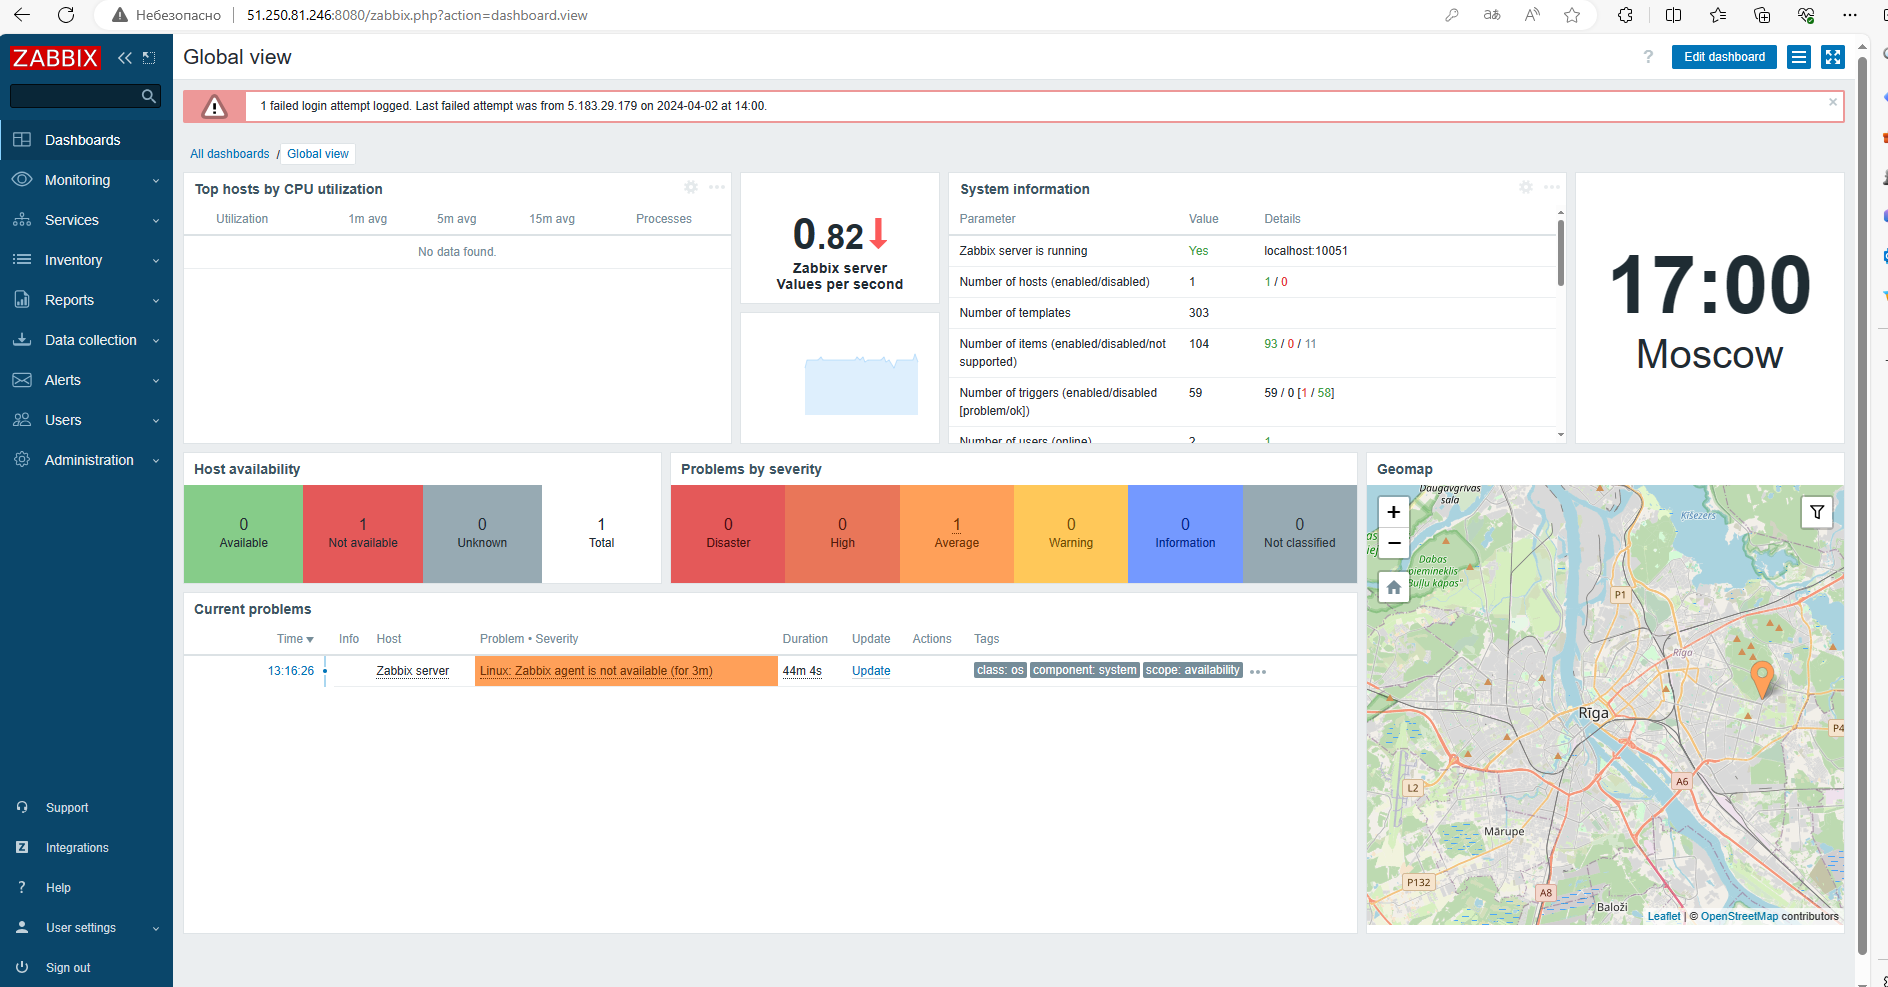 Небезопасно
51.250.81.246:8080/zabbix.php?action=dashboard.view
ZABBIX
Dashboards
Monitoring
Services
Inventory
Reports
Data collection
Alerts
Users
Administration
Support
Integrations
Help
User settings
Sign out
Global view
? Edit dashboard
1 failed login attempt logged. Last failed attempt was from 5.183.29.179 on 2024-04-02 at 14:00.
All dashboards / Global view
Top hosts by CPU utilization
Utilization 1m avg 5m avg 15m avg Processes
No data found.
0.82
Zabbix server
Values per second
System information
Parameter Value Details
Zabbix server is running Yes localhost:10051
Number of hosts (enabled/disabled) 1 1 / 0
Number of templates 303
Number of items (enabled/disabled/not 104 93 / 0 / 11
supported)
Number of triggers (enabled/disabled 59 59 / 0 [1 / 58]
[problem/ok])
Number of users (online) 2 1
17:00
Moscow
Host availability
0 1 0 1
Available Not available Unknown Total
Problems by severity
0 0 1 0 0 0
Disaster High Average Warning Information Not classified
Current problems
Time Info Host Problem • Severity Duration Update Actions Tags
13:16:26 Zabbix server Linux: Zabbix agent is not available (for 3m) 44m 4s Update class: os component: system scope: availability
Geomap
Daugavgrīvas
sala
Ķīšezers
+
−
Dabas
piemineklis
"Buļļu kāpas"
P1
Rīga
Rīga
P4
A6
L2
Mārupe
P132
A8
Baloži
Leaflet | © OpenStreetMap contributors